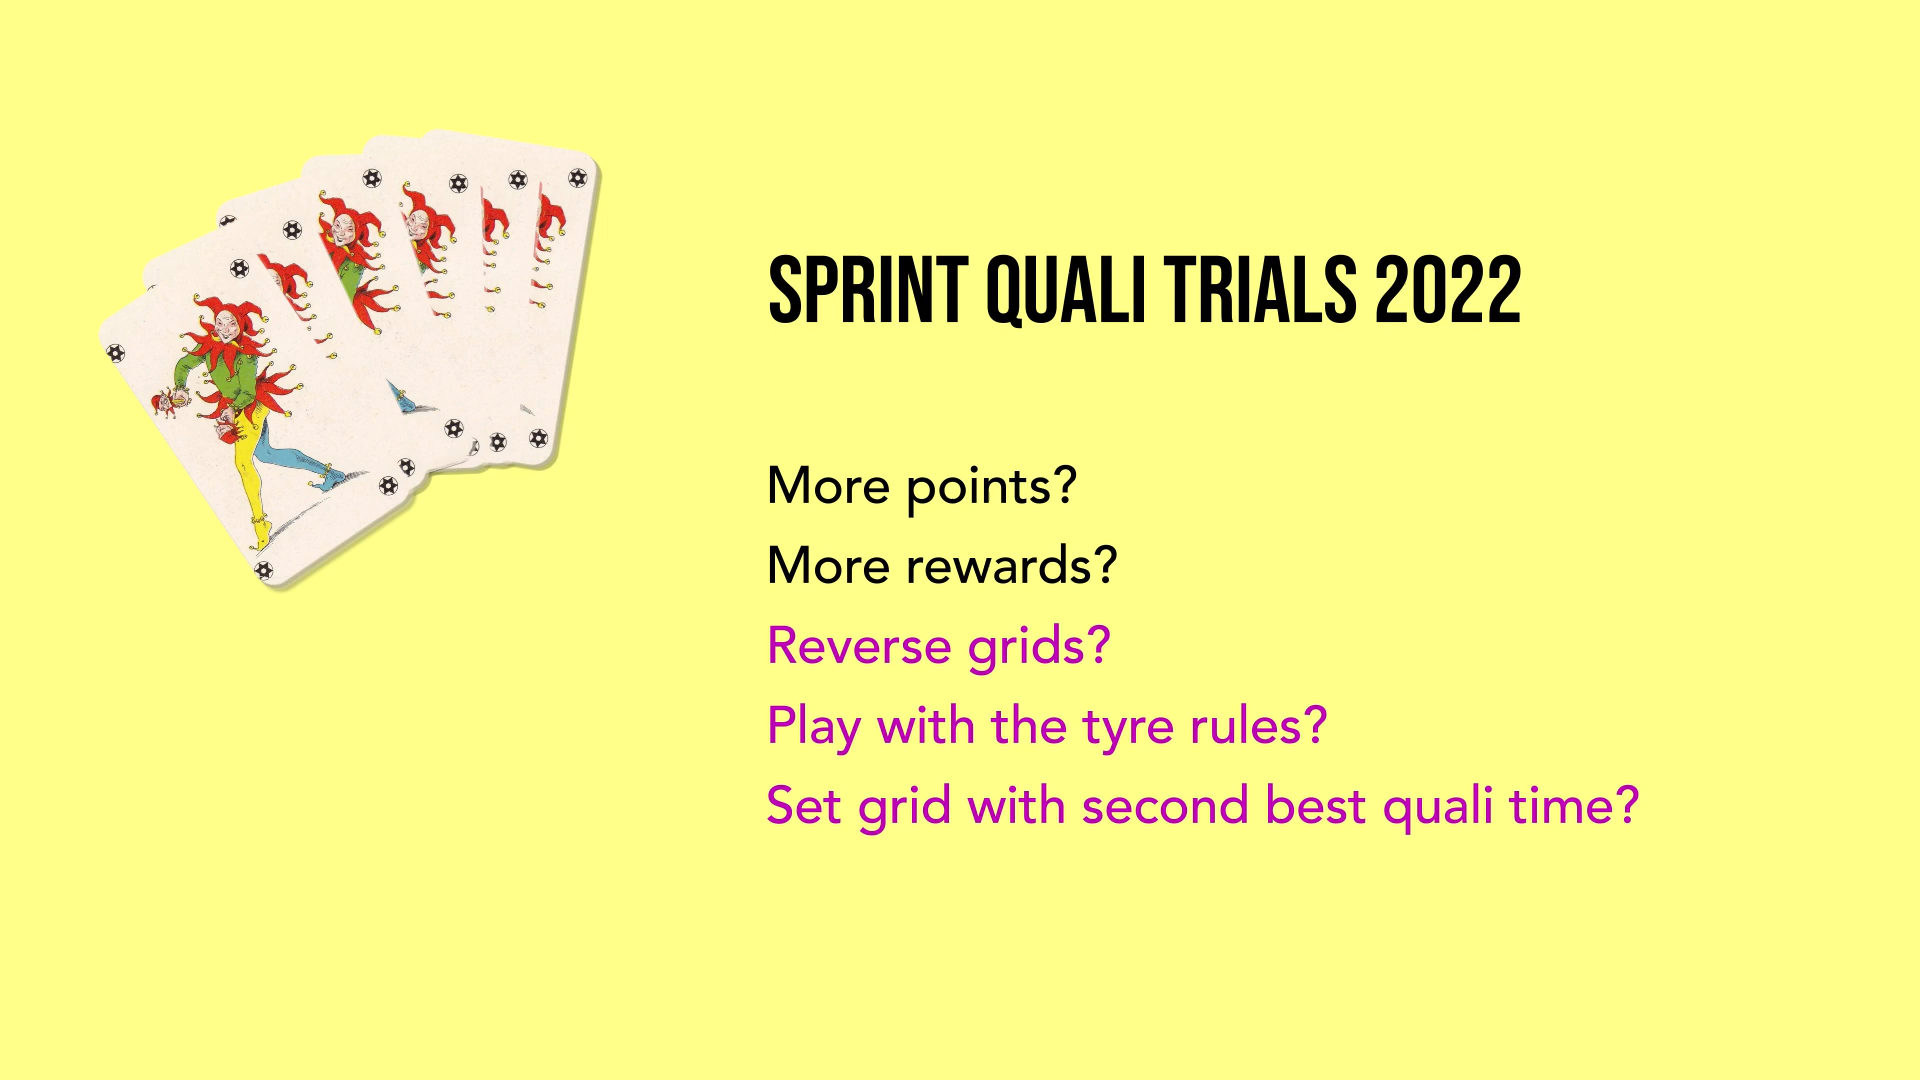 SPRINT QUALI TRIALS 2022
More points?
More rewards?
Reverse grids?
Play with the tyre rules?
Set grid with second best quali time?